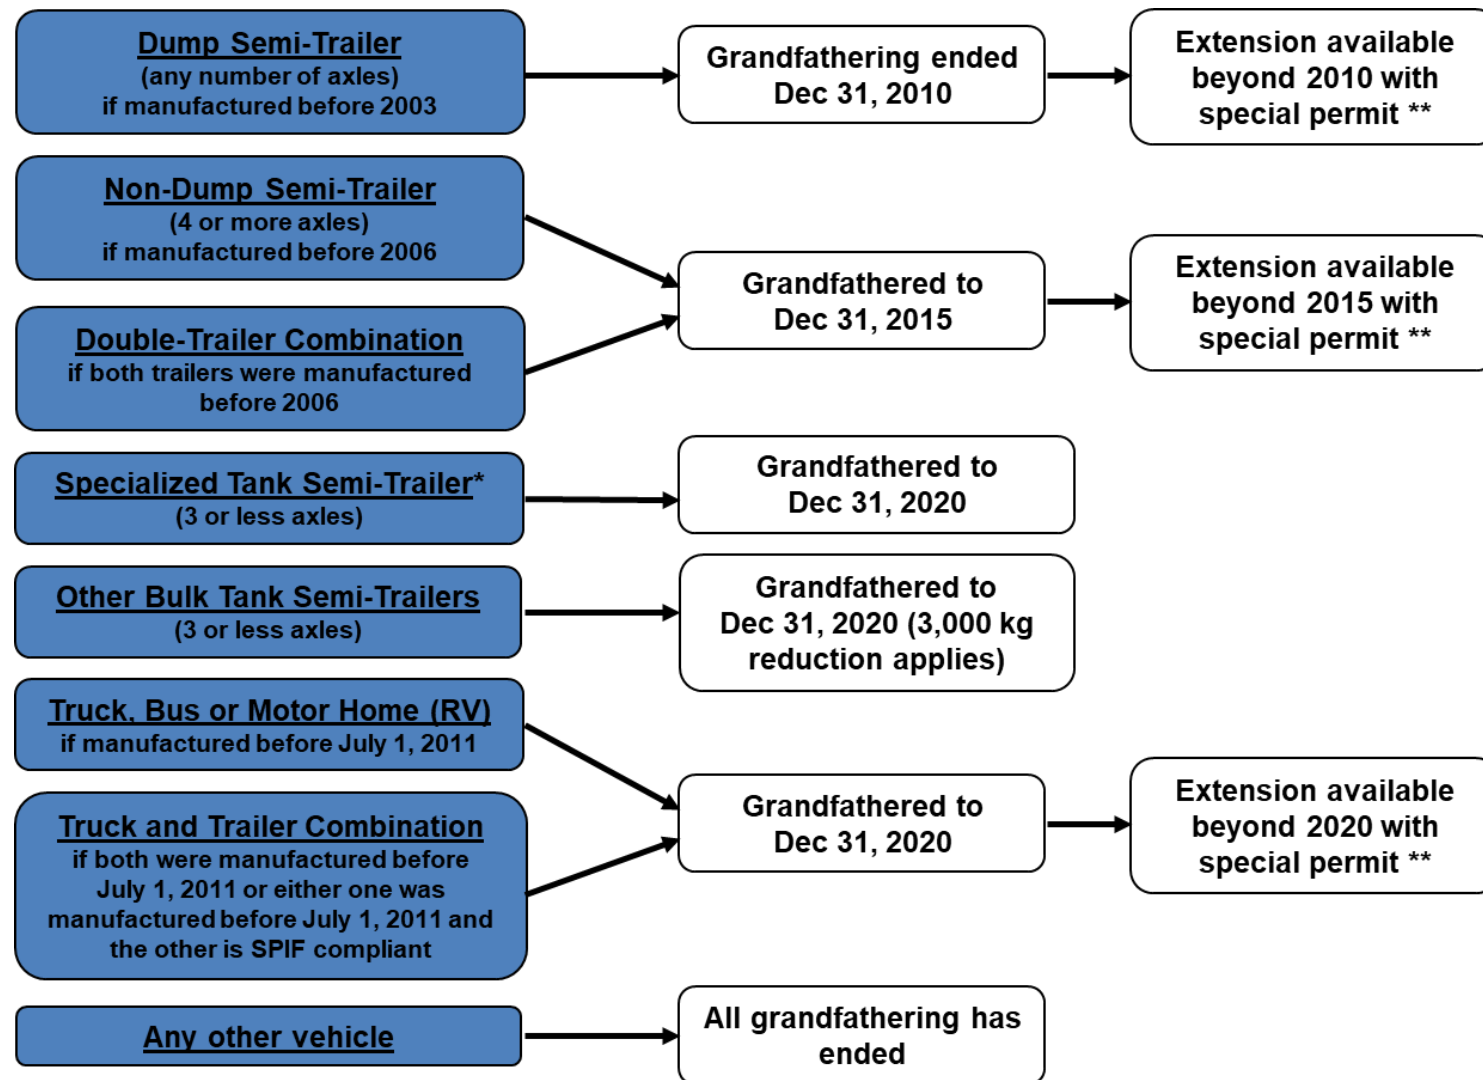 Dump Semi-Trailer
(any number of axles)
if manufactured before 2003
Grandfathering ended
Dec 31, 2010
Extension available
beyond 2010 with
special permit **
Non-Dump Semi-Trailer
(4 or more axles)
if manufactured before 2006
Double-Trailer Combination
if both trailers were manufactured
before 2006
Grandfathered to
Dec 31, 2015
Extension available
beyond 2015 with
special permit **
Specialized Tank Semi-Trailer*
(3 or less axles)
Grandfathered to
Dec 31, 2020
Other Bulk Tank Semi-Trailers
(3 or less axles)
Grandfathered to
Dec 31, 2020 (3,000 kg
reduction applies)
Truck, Bus or Motor Home (RV)
if manufactured before July 1, 2011
Truck and Trailer Combination
if both were manufactured before
July 1, 2011 or either one was
manufactured before July 1, 2011 and
the other is SPIF compliant
Grandfathered to
Dec 31, 2020
Extension available
beyond 2020 with
special permit **
Any other vehicle
All grandfathering has
ended